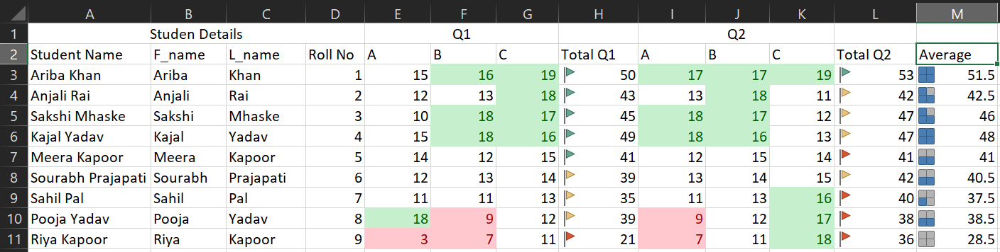 A B C D E F G H I J K L M
1 Studen Details Q1 Q2
2 Student Name F_name L_name Roll No A B C Total Q1 A B C Total Q2 Average
3 Ariba Khan Ariba Khan 1 15 16 19 50 17 17 19 53 51.5
4 Anjali Rai Anjali Rai 2 12 13 18 43 13 18 11 42 42.5
5 Sakshi Mhaske Sakshi Mhaske 3 10 18 17 45 18 17 12 47 46
6 Kajal Yadav Kajal Yadav 4 15 18 16 49 18 16 13 47 48
7 Meera Kapoor Meera Kapoor 5 14 12 15 41 12 15 14 41 41
8 Sourabh Prajapati Sourabh Prajapati 6 12 13 14 39 13 14 15 42 40.5
9 Sahil Pal Sahil Pal 7 11 11 13 35 11 13 16 40 37.5
10 Pooja Yadav Pooja Yadav 8 18 9 12 39 9 12 17 38 38.5
11 Riya Kapoor Riya Kapoor 9 3 7 11 21 7 11 18 36 28.5